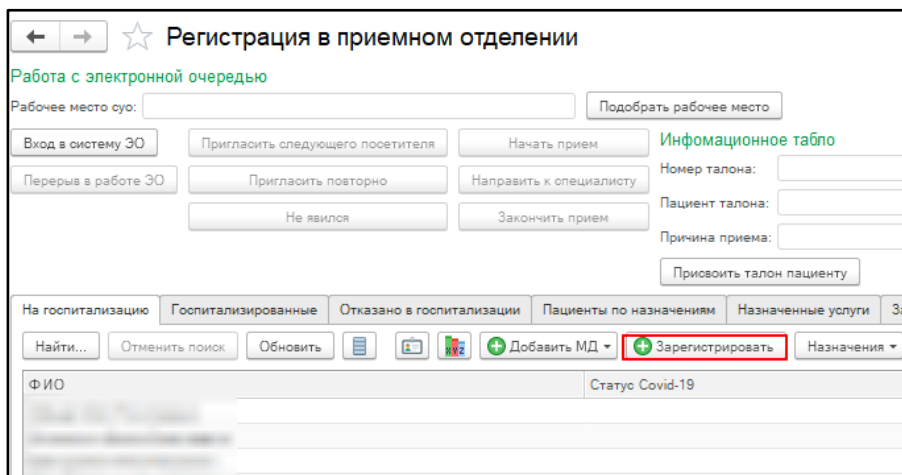 Регистрация в приемном отделении
Работа с электронной очередью
Рабочее место суо:
Подобрать рабочее место
Вход в систему ЭО
Пригласить следующего посетителя
Начать прием
Инфомационное табло
Перерыв в работе ЭО
Пригласить повторно
Направить к специалисту
Номер талона:
Не явился
Закончить прием
Пациент талона:
Причина приема:
Присвоить талон пациенту
На госпитализацию Госпитализированные Отказано в госпитализации Пациенты по назначениям Назначенные услуги
Найти... Отменить поиск Обновить XYZ Добавить МД Зарегистрировать Назначения
ФИО Статус Covid-19